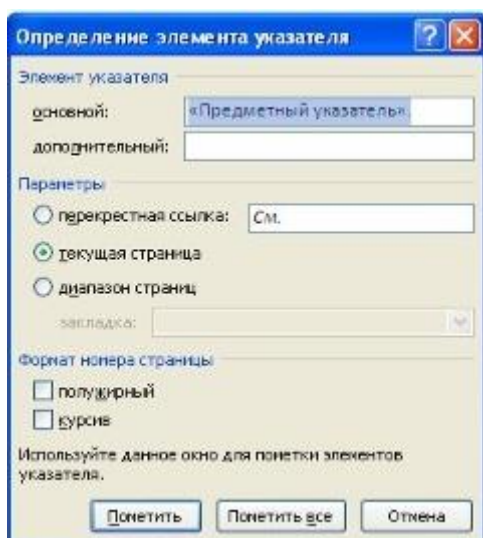 Определение элемента указателя
Элемент указателя
основной: «Предметный указатель».
дополнительный:
Параметры
перекрестная ссылка: См.
текущая страница
диапазон страниц
закладка:
Формат номера страницы
полужирный
курсив
Используйте данное окно для пометки элементов
указателя.
Пометить Пометить все Отмена